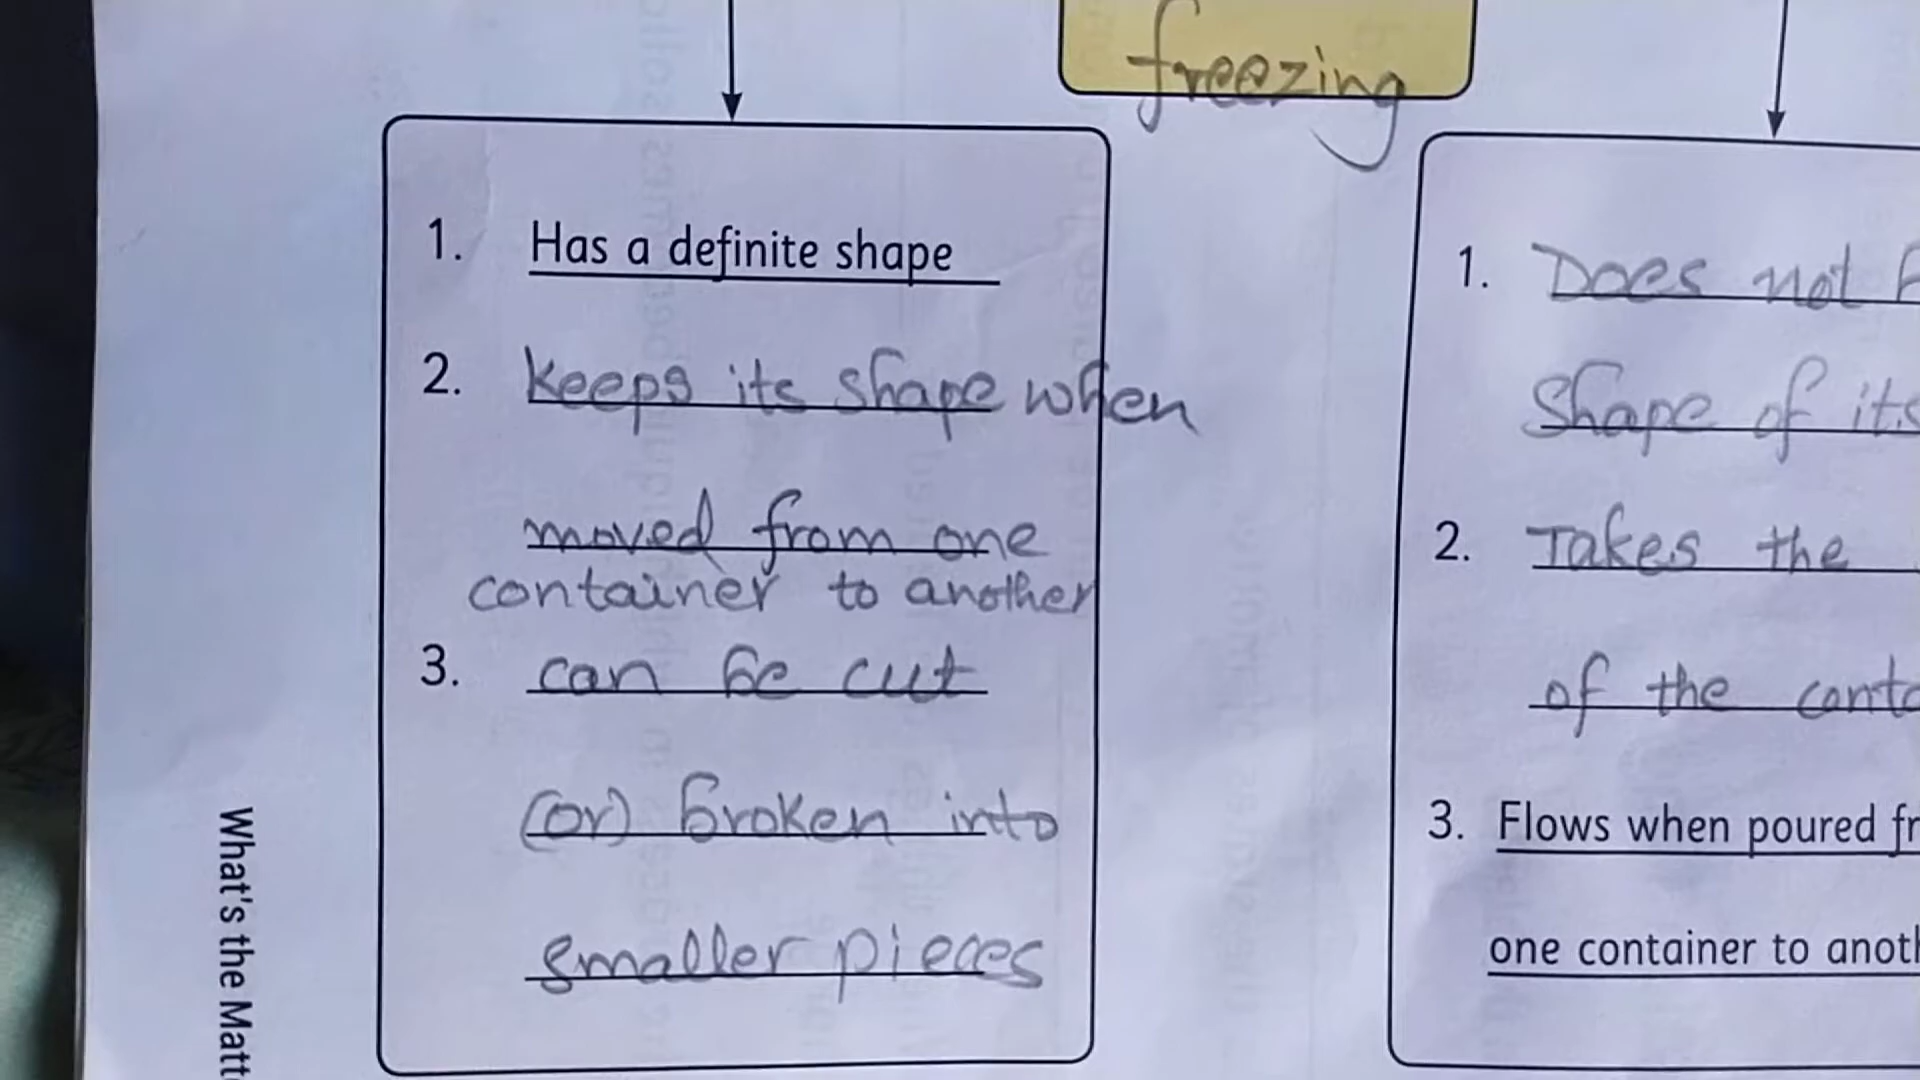 freezing
1. Has a definite shape
2. keeps its shape when
moved from one
container to another
3. can be cut
(or) broken into
smaller pieces
1. Does not
Shape of its
2. Takes the
of the
3. Flows when poured
one container to
What's the